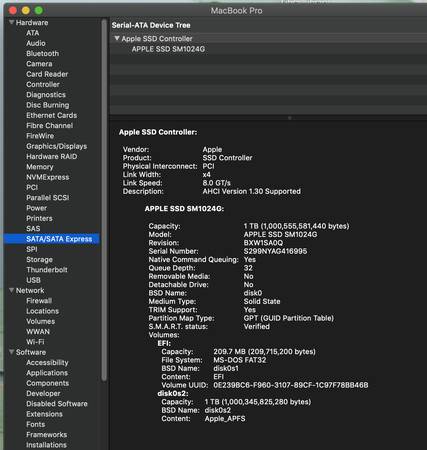 MacBook Pro
Hardware
ATA
Audio
Bluetooth
Camera
Card Reader
Controller
Diagnostics
Disc Burning
Ethernet Cards
Fibre Channel
FireWire
Graphics/Displays
Hardware RAID
Memory
NVMExpress
PCI
Parallel SCSI
Power
Printers
SAS
SATA/SATA Express
SPI
Storage
Thunderbolt
USB
Network
Firewall
Locations
Volumes
WWAN
Wi-Fi
Software
Accessibility
Applications
Components
Developer
Disabled Software
Extensions
Fonts
Frameworks
Installations
Serial-ATA Device Tree
Apple SSD Controller
APPLE SSD SM1024G
Apple SSD Controller:
Vendor: Apple
Product: SSD Controller
Physical Interconnect: PCI
Link Width: x4
Link Speed: 8.0 GT/s
Description: AHCI Version 1.30 Supported
APPLE SSD SM1024G:
Capacity: 1 TB (1,000,555,581,440 bytes)
Model: APPLE SSD SM1024G
Revision: BXW1SA0Q
Serial Number: S299NYAG416995
Native Command Queuing: Yes
Queue Depth: 32
Removable Media: No
Detachable Drive: No
BSD Name: disk0
Medium Type: Solid State
TRIM Support: Yes
Partition Map Type: GPT (GUID Partition Table)
S.M.A.R.T. status: Verified
Volumes:
EFI:
Capacity: 209.7 MB (209,715,200 bytes)
File System: MS-DOS FAT32
BSD Name: disk0s1
Content: EFI
Volume UUID: 0E239BC6-F960-3107-89CF-1C97F78BB46B
disk0s2:
Capacity: 1 TB (1,000,345,825,280 bytes)
BSD Name: disk0s2
Content: Apple_APFS